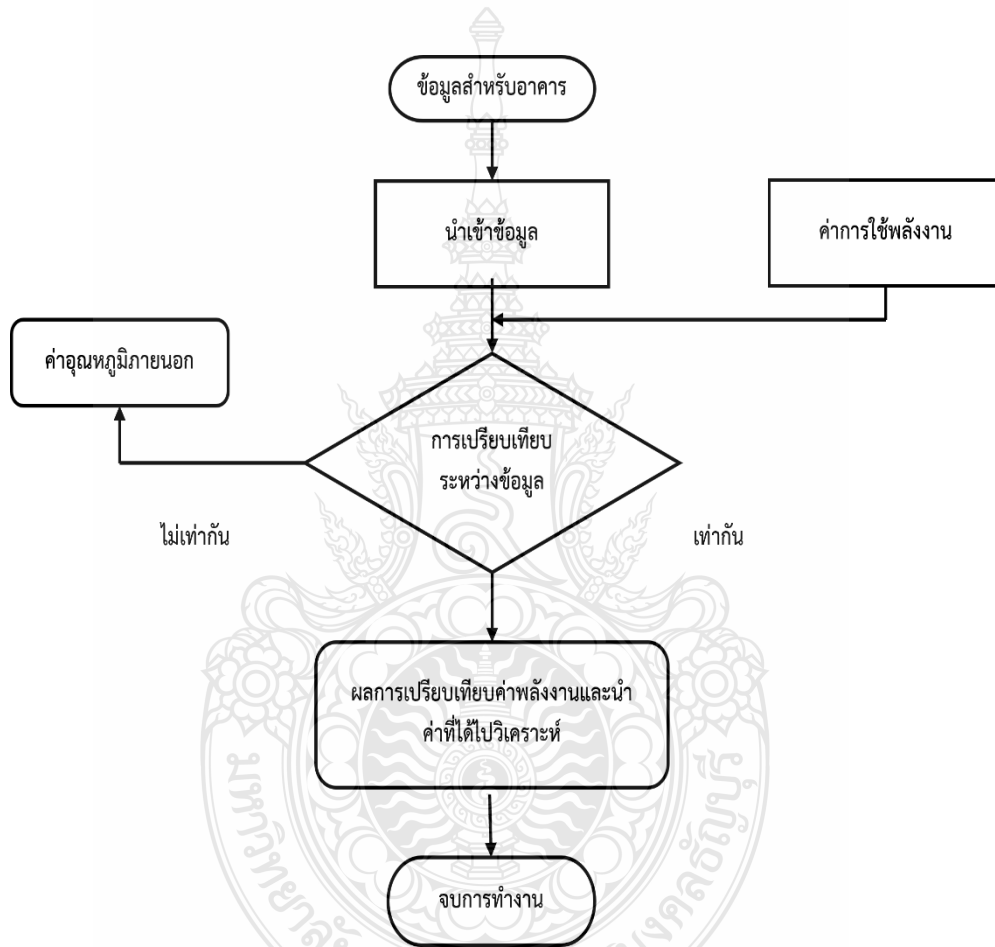 ข้อมูลสำหรับอาคาร
นำเข้าข้อมูล
ค่าการใช้พลังงาน
ค่าอุณหภูมิภายนอก
การเปรียบเทียบ
ระหว่างข้อมูล
ไม่เท่ากัน
เท่ากัน
ผลการเปรียบเทียบค่าพลังงานและนำ
ค่าที่ได้ไปวิเคราะห์
จบการทำงาน